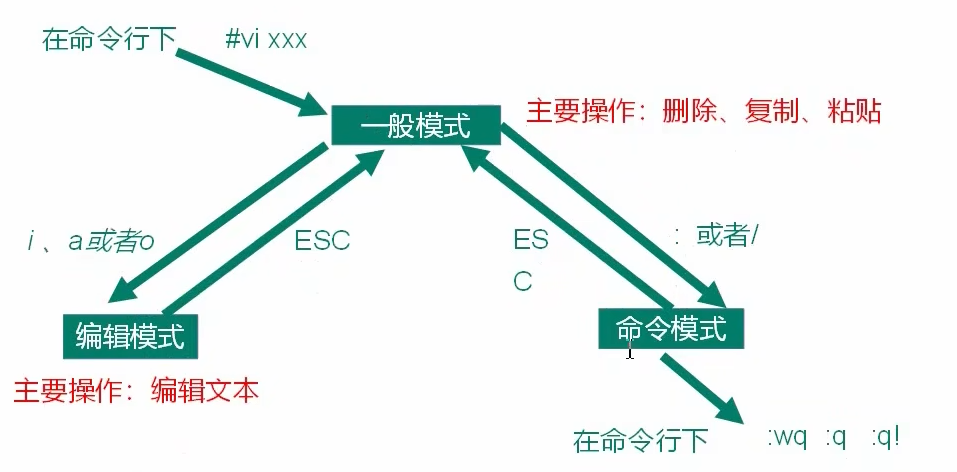 在命令行下 #vi xxx
主要操作：删除、复制、粘贴
一般模式
i 、a或者o
ESC
ES
C
: 或者/
编辑模式
命令模式
主要操作：编辑文本
在命令行下 :wq :q :q!